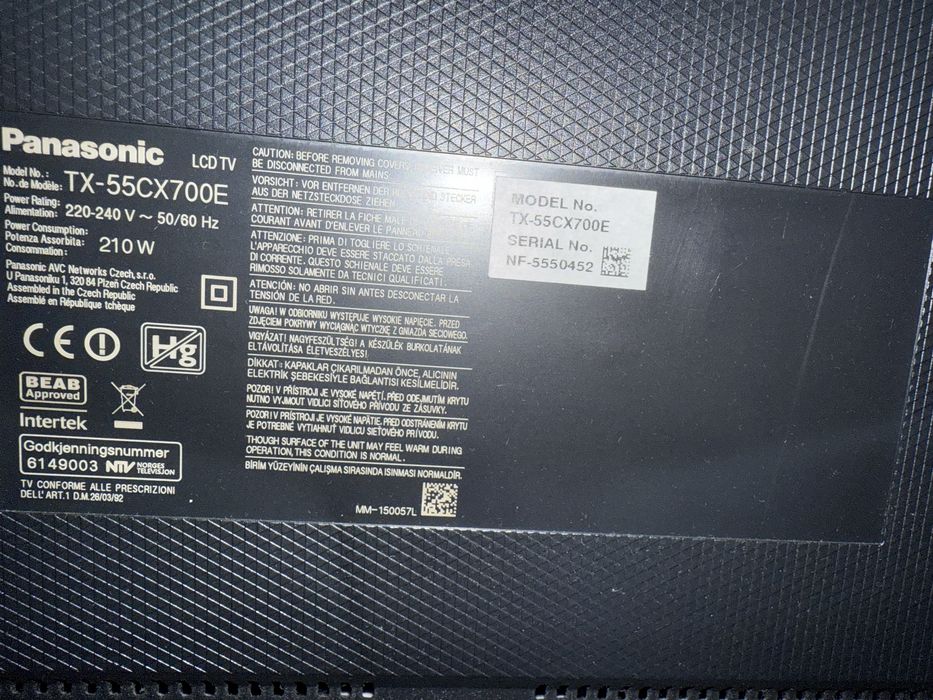 Panasonic
LCD TV
Model No.:
No. de Modèle:
TX-55CX700E
Power Rating:
Alimentation:
220-240 V ~ 50/60 Hz
Power Consumption:
Potenza Assorbita:
Consommation:
210 W
Panasonic AVC Networks Czech, s.r.o.
U Panasoniku 1, 320 84 Plzeň Czech Republic
Assembled in the Czech Republic
Assemblé en République tchèque
CE
Hg
BEAB
Approved
Intertek
Godkjenningsnummer
6149003 NTV NORGES
TELEVISJON
TV CONFORME ALLE PRESCRIZIONI
DELL'ART.1 D.M.26/03/92
CAUTION: BEFORE REMOVING COVERS MUST
BE DISCONNECTED FROM MAINS
VORSICHT: VOR ENTFERNEN DER STECKER
AUS DER NETZSTECKDOSE ZIEHEN
ATTENTION: RETIRER LA FICHE MALE
COURANT AVANT D'ENLEVER LE PANNEAU
ATTENZIONE: PRIMA DI TOGLIERE LO SCHIENALE
L'APPARECCHIO DEVE ESSERE STACCATO DALLA PRESA
DI CORRENTE. QUESTO SCHIENALE DEVE ESSERE
RIMOSSO SOLAMENTE DA TECNICI QUALIFICATI.
ATENCIÓN: NO ABRIR SIN ANTES DESCONECTAR LA
TENSIÓN DE LA RED.
UWAGA! W ODBIORNIKU WYSTĘPUJE WYSOKIE NAPIĘCIE. PRZED
ZDJĘCIEM POKRYWY WYCIĄGNĄĆ WTYCZKĘ Z GNIAZDA SIECIOWEGO.
VIGYÁZAT! NAGYFESZÜLTSÉG! A KÉSZÜLÉK BURKOLATÁNAK
ELTÁVOLÍTÁSA ÉLETVESZÉLYES!
DİKKAT: KAPAKLAR ÇIKARILMADAN ÖNCE, ALICININ
ELEKTRİK ŞEBEKESİYLE BAĞLANTISI KESİLMELİDİR.
POZOR! V PŘÍSTROJI JE VYSOKÉ NAPĚTÍ. PŘED ODEJMUTÍM KRYTU
NUTNO VYJMOUT VIDLICI SÍŤOVÉHO PŘÍVODU ZE ZÁSUVKY.
POZOR! V PRÍSTROJI JE VYSOKÉ NAPÄTIE. PRED ODSTRÁNENÍM KRYTU
JE POTREBNÉ VYTIAHNUŤ VIDLICU SIEŤOVÉHO PRÍVODU.
THOUGH SURFACE OF THE UNIT MAY FEEL WARM DURING
OPERATION, THIS CONDITION IS NORMAL.
BİRİM YÜZEYİNİN ÇALIŞMA SIRASINDA ISINMASI NORMALDİR.
MM-150057L
MODEL No.
TX-55CX700E
SERIAL No.
NF-5550452